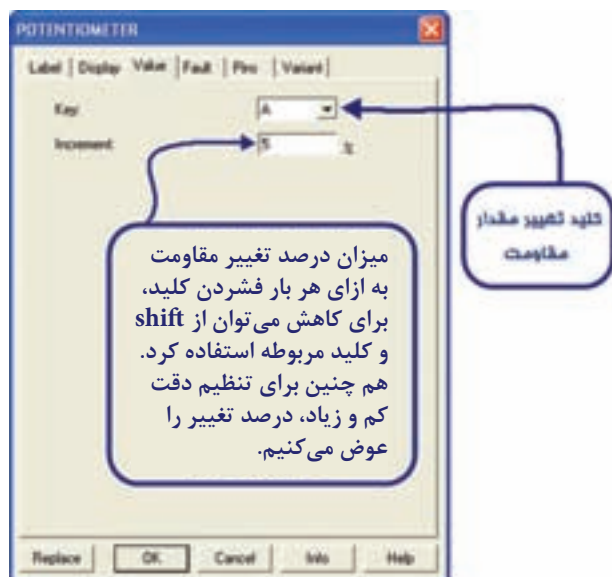 POTENTIOMETER
Label | Display | Value | Fault | Pins | Variant
Key: A
Increment: 5 %
کلید تغییر مقدار
مقاومت
میزان درصد تغییر مقاومت
به ازای هر بار فشردن کلید،
برای کاهش می‌توان از shift
و کلید مربوطه استفاده کرد.
هم چنین برای تنظیم دقت
کم و زیاد، درصد تغییر را
عوض می‌کنیم.
Replace OK Cancel Info Help